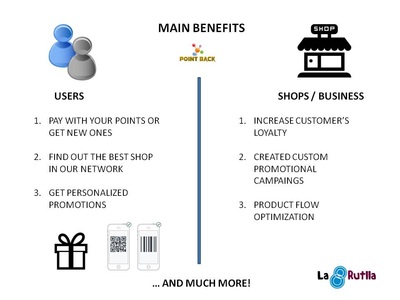 MAIN BENEFITS
POINT BACK
SHOP
USERS
1. PAY WITH YOUR POINTS OR
GET NEW ONES
2. FIND OUT THE BEST SHOP
IN OUR NETWORK
3. GET PERSONALIZED
PROMOTIONS
SHOPS / BUSINESS
1. INCREASE CUSTOMER'S
LOYALTY
2. CREATED CUSTOM
PROMOTIONAL
CAMPAINGS
3. PRODUCT FLOW
OPTIMIZATION
... AND MUCH MORE!
La Rutlla